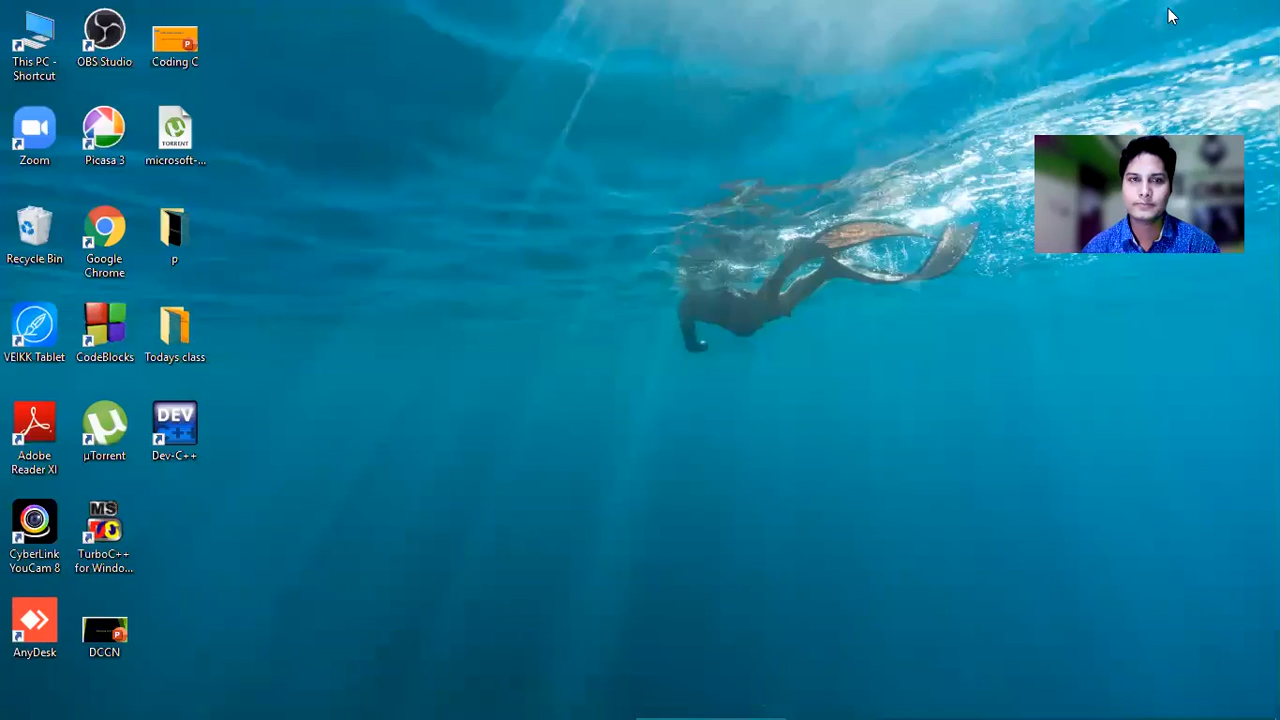 This PC -
Shortcut
OBS Studio
Coding C
Zoom
Picasa 3
TORRENT
microsoft-...
Recycle Bin
Google
Chrome
p
VEIKK Tablet
CodeBlocks
Todays class
Adobe
Reader XI
µTorrent
DEV
C++
Dev-C++
CyberLink
YouCam 8
MS
TurboC++
for Windo...
AnyDesk
DCCN